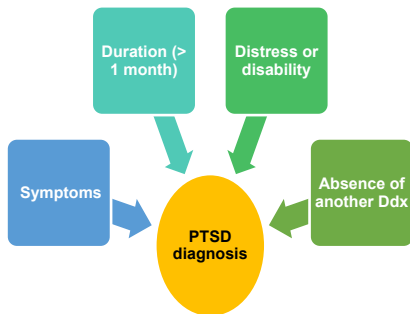 Duration (>
1 month)
Distress or
disability
Symptoms
Absence of
another Ddx
PTSD
diagnosis